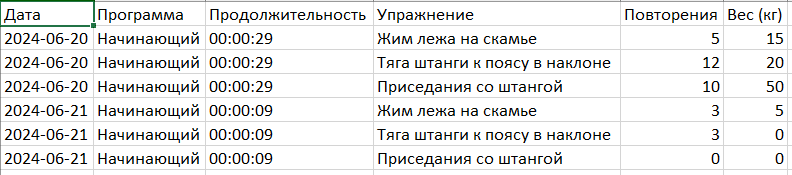 Дата Программа Продолжительность Упражнение Повторения Вес (кг)
2024-06-20 Начинающий 00:00:29 Жим лежа на скамье 5 15
2024-06-20 Начинающий 00:00:29 Тяга штанги к поясу в наклоне 12 20
2024-06-20 Начинающий 00:00:29 Приседания со штангой 10 50
2024-06-21 Начинающий 00:00:09 Жим лежа на скамье 3 5
2024-06-21 Начинающий 00:00:09 Тяга штанги к поясу в наклоне 3 0
2024-06-21 Начинающий 00:00:09 Приседания со штангой 0 0